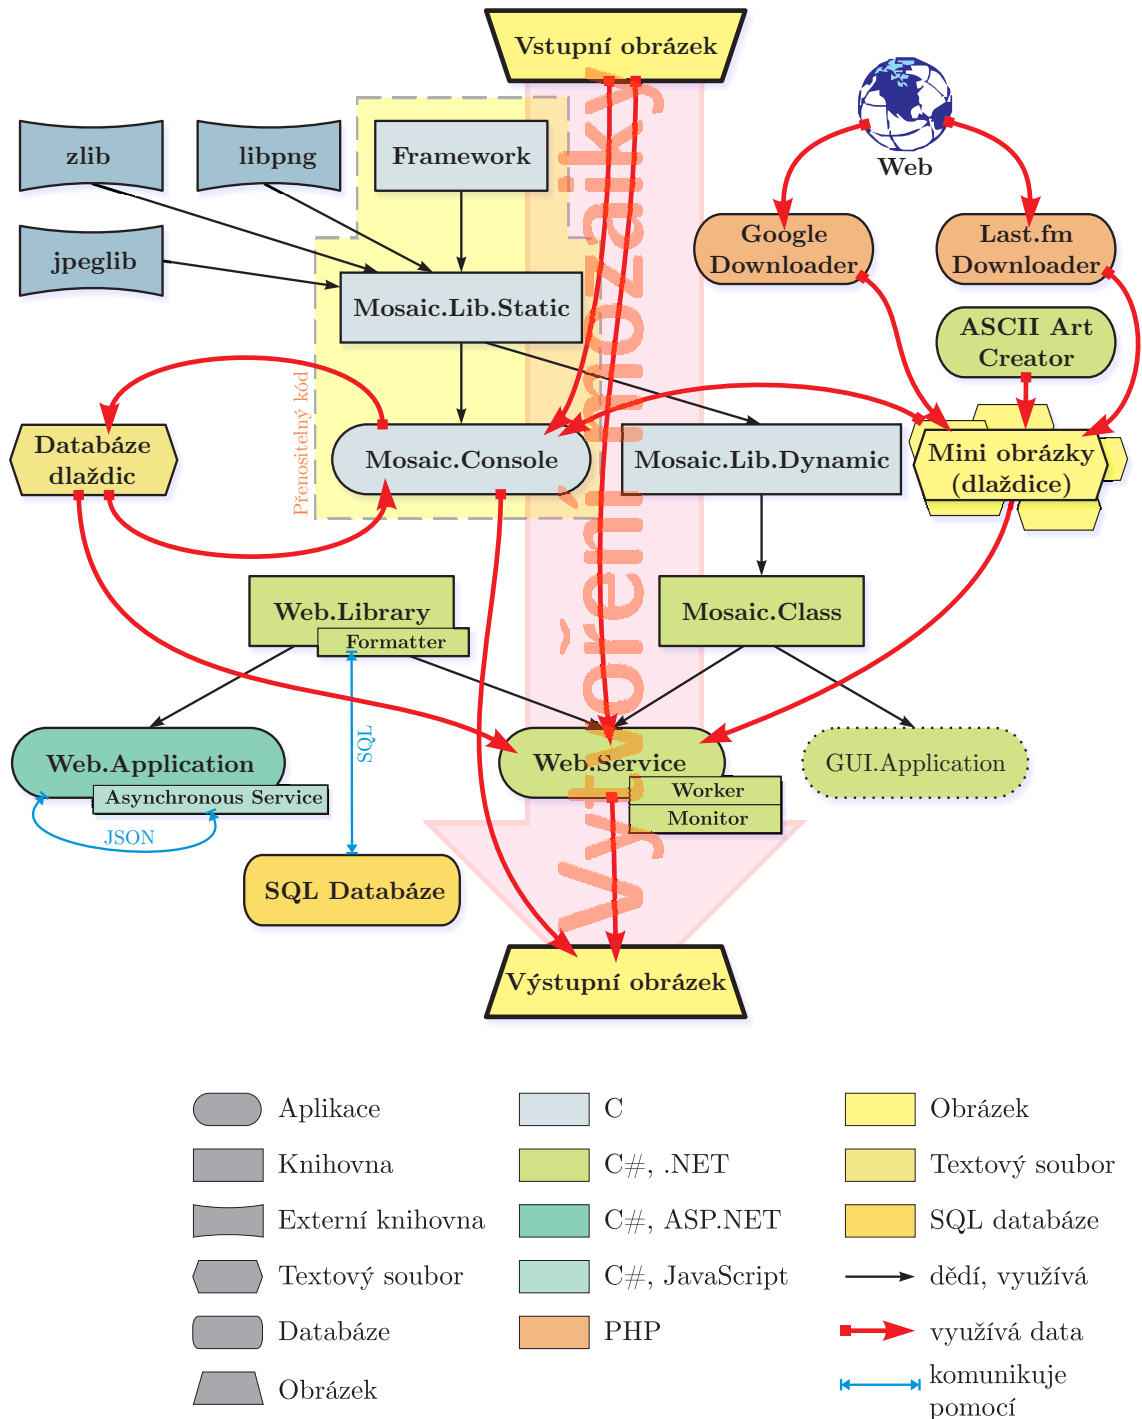 Vstupní obrázek
Web
zlib
libpng
Framework
jpeglib
Google
Downloader
Last.fm
Downloader
Mosaic.Lib.Static
ASCII Art
Creator
Přenositelný kód
Vytvoření mozaiky
Databáze
dlaždic
Mosaic.Console
Mosaic.Lib.Dynamic
Mini obrázky
(dlaždice)
Web.Library
Formatter
Mosaic.Class
SQL
Web.Application
Asynchronous Service
JSON
Web.Service
Worker
Monitor
GUI.Application
SQL Databáze
Výstupní obrázek
Aplikace
Knihovna
Externí knihovna
Textový soubor
Databáze
Obrázek
C
C#, .NET
C#, ASP.NET
C#, JavaScript
PHP
Obrázek
Textový soubor
SQL databáze
dědí, využívá
využívá data
komunikuje
pomocí